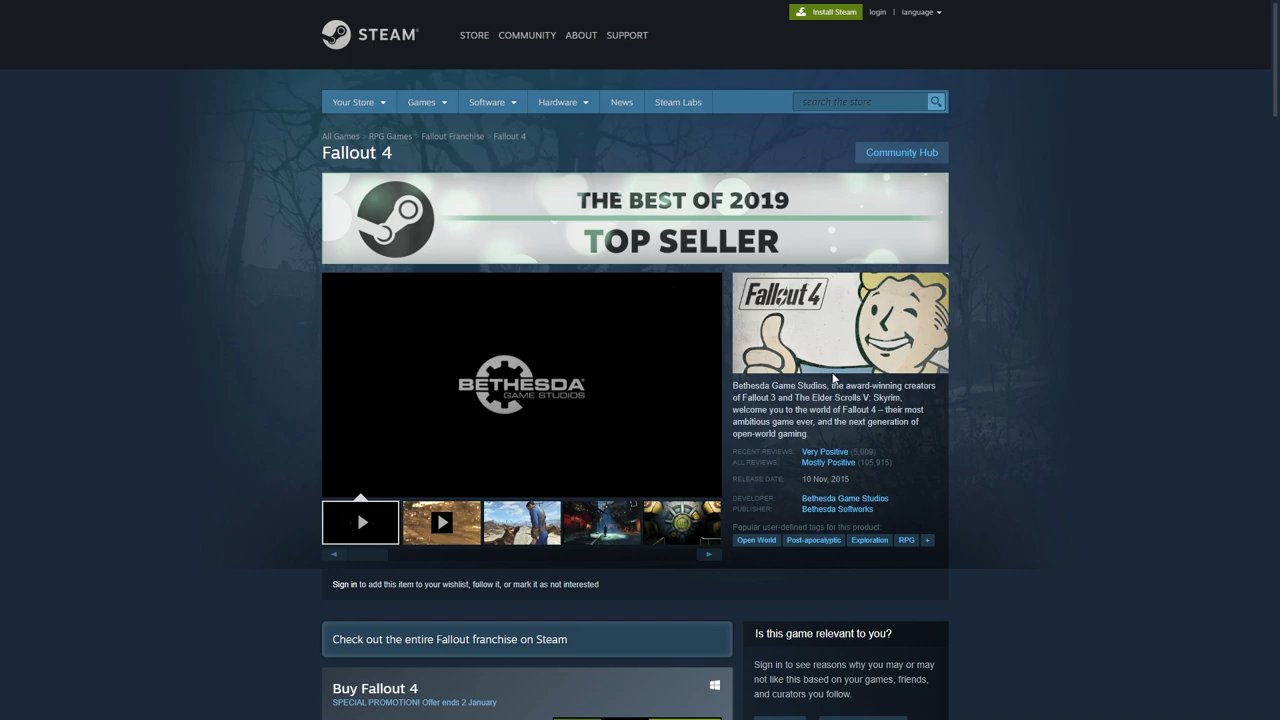 Install Steam
login
language
STEAM
STORE
COMMUNITY
ABOUT
SUPPORT
Your Store
Games
Software
Hardware
News
Steam Labs
search the store
All Games > RPG Games > Fallout Franchise > Fallout 4
Fallout 4
Community Hub
THE BEST OF 2019
TOP SELLER
Fallout 4
BETHESDA
GAME STUDIOS
Bethesda Game Studios, the award-winning creators
of Fallout 3 and The Elder Scrolls V: Skyrim,
welcome you to the world of Fallout 4 – their most
ambitious game ever, and the next generation of
open-world gaming.
RECENT REVIEWS: Very Positive (5,009)
ALL REVIEWS: Mostly Positive (105,915)
RELEASE DATE: 10 Nov, 2015
DEVELOPER: Bethesda Game Studios
PUBLISHER: Bethesda Softworks
Popular user-defined tags for this product:
Open World
Post-apocalyptic
Exploration
RPG
+
Sign in to add this item to your wishlist, follow it, or mark it as not interested
Check out the entire Fallout franchise on Steam
Is this game relevant to you?
Sign in to see reasons why you may or may
not like this based on your games, friends,
and curators you follow.
Buy Fallout 4
SPECIAL PROMOTION! Offer ends 2 January